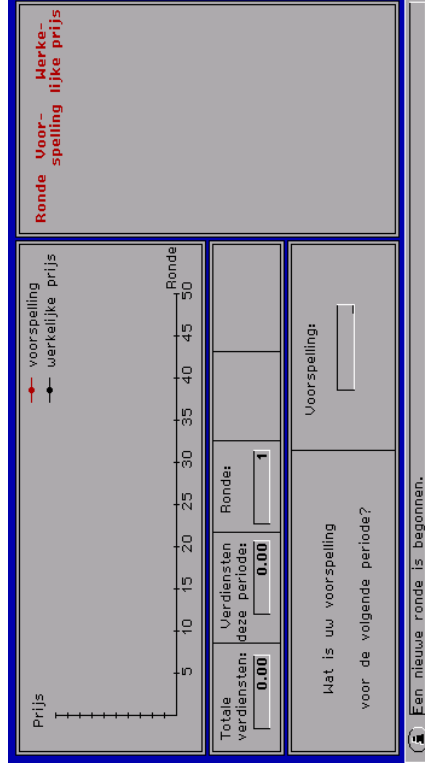 Prijs
voorspelling
werkelijke prijs
Ronde
5 10 15 20 25 30 35 40 45 50
Ronde Voor- Werke-
spelling lijke prijs
Totale
verdiensten:
0.00
Verdiensten
deze periode:
0.00
Ronde:
1
Wat is uw voorspelling
voor de volgende periode?
Voorspelling:
Een nieuwe ronde is begonnen.